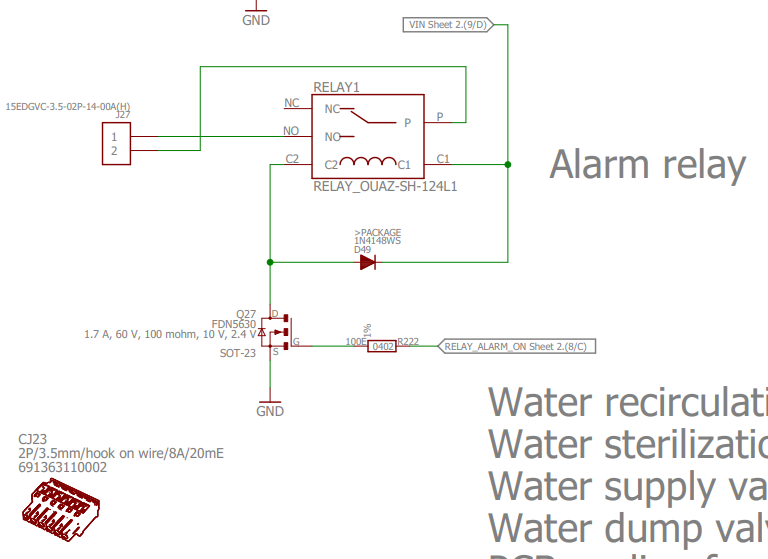 GND
VIN Sheet 2.(9/D)
RELAY1
15EDGVC-3.5-02P-14-00A(H)
J27
NC
NC
P
P
1
NO
NO
2
C2
C2
C1
C1
RELAY_OUAZ-SH-124L1
Alarm relay
>PACKAGE
1N4148WS
D49
Q27
D
FDN5630
1.7 A, 60 V, 100 mohm, 10 V, 2.4 V
SOT-23
S
G
1%
100E
0402
R222
RELAY_ALARM_ON Sheet 2.(8/C)
GND
Water recirculati
Water sterilizatio
Water supply va
Water dump valv
CJ23
2P/3.5mm/hook on wire/8A/20mE
691363110002